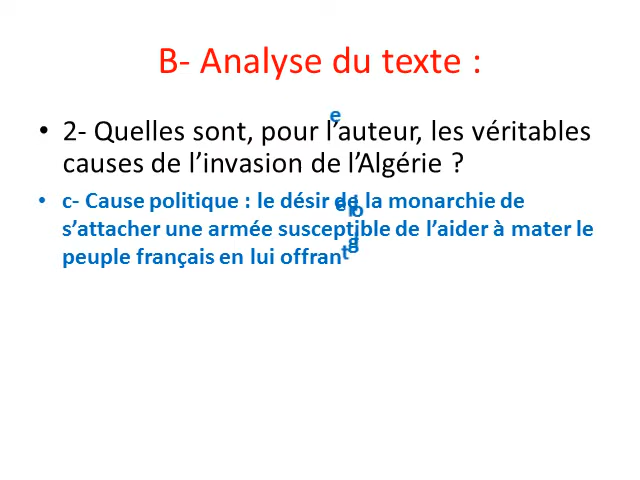 B- Analyse du texte :
• 2- Quelles sont, pour l’auteur, les véritables
causes de l’invasion de l’Algérie ?
• c- Cause politique : le désir de la monarchie de
s’attacher une armée susceptible de l’aider à mater le
peuple français en lui offrant